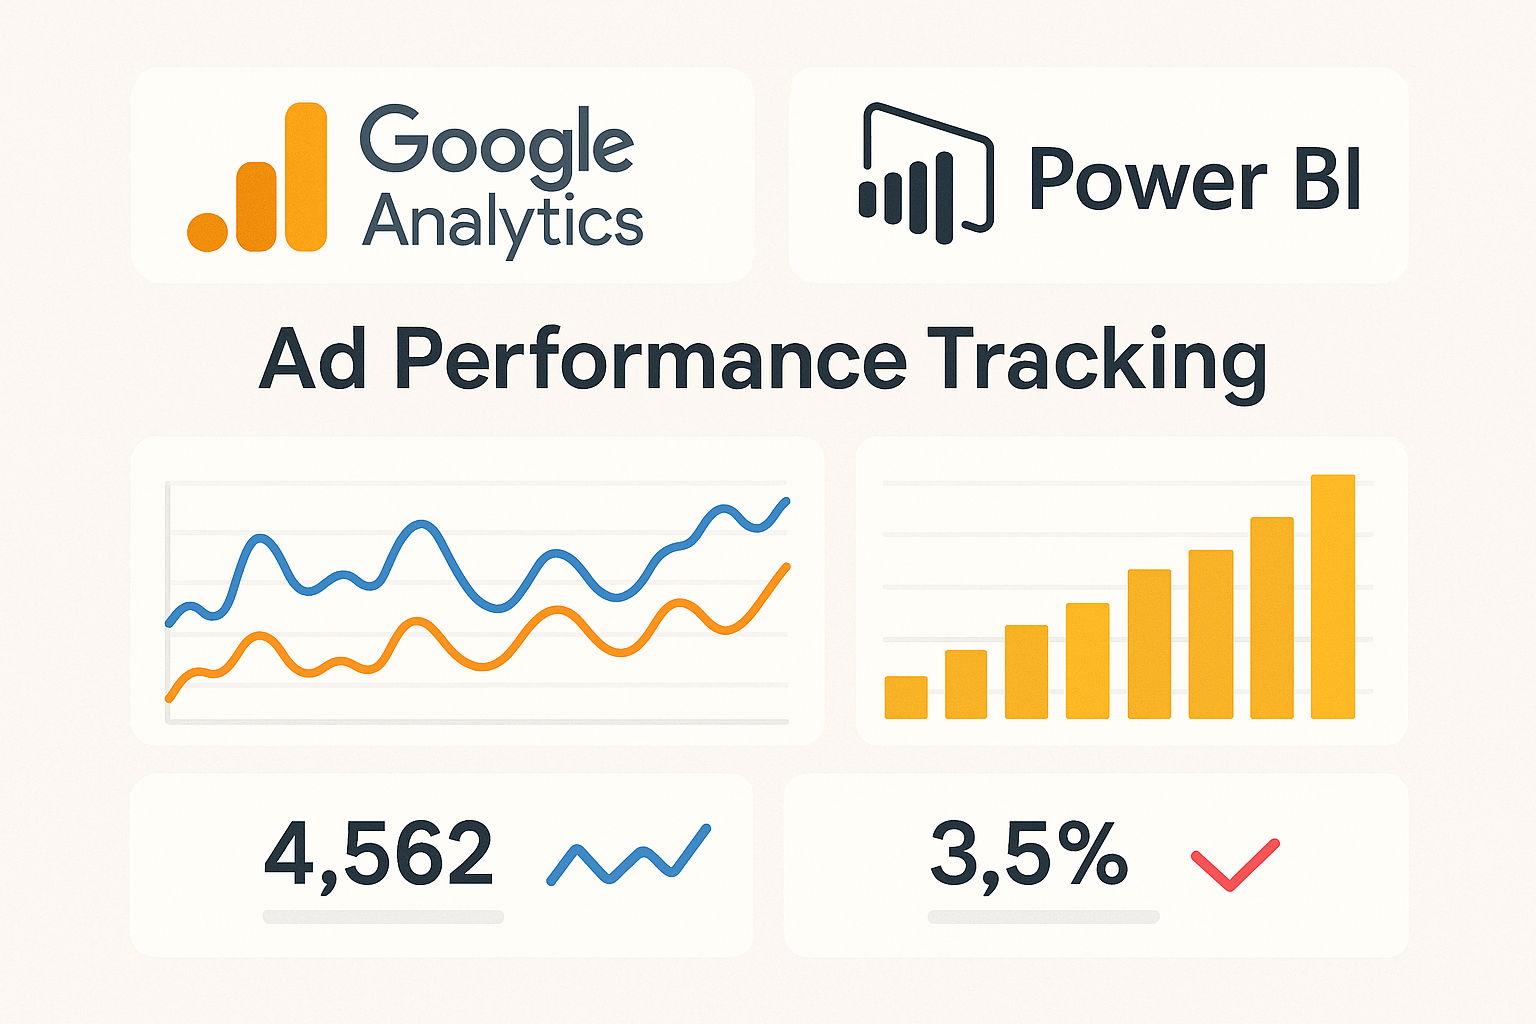 Google
Analytics
Power BI
Ad Performance Tracking
4,562
3,5%